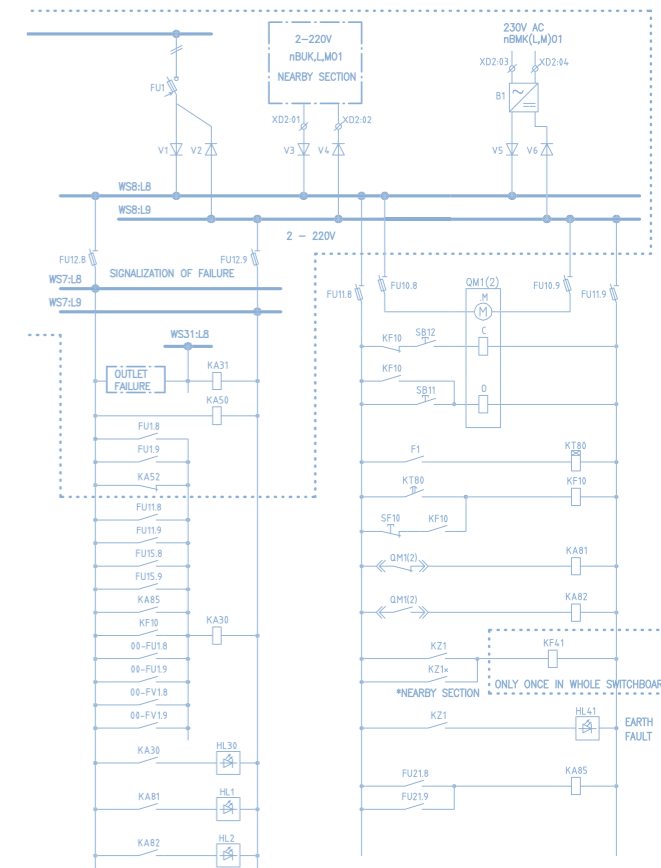 2-220V
nBUK,L,M01
NEARBY SECTION
230V AC
nBMK(L,M)01
XD2:03
XD2:04
FU1
B1
XD2:01
XD2:02
V1
V2
V3
V4
V5
V6
WS8:L8
WS8:L9
2 - 220V
FU12.8
FU12.9
SIGNALIZATION OF FAILURE
WS7:L8
WS7:L9
FU11.8
FU10.8
QM1(2)
FU10.9
FU11.9
.M
M
WS31:L8
KF10
SB12
C
OUTLET
FAILURE
KA31
KF10
SB11
O
KA50
FU1.8
FU1.9
KA52
F1
KT80
KT80
KF10
FU11.8
FU11.9
SF10
KF10
FU15.8
FU15.9
QM1(2)
KA81
KA85
QM1(2)
KA82
KF10
KA30
00-FU1.8
00-FU1.9
00-FV1.8
00-FV1.9
KZ1
KF41
KZ1*
*NEARBY SECTION
ONLY ONCE IN WHOLE SWITCHBOAR
KZ1
HL41
EARTH
FAULT
KA30
HL30
FU21.8
KA85
FU21.9
KA81
HL1
KA82
HL2